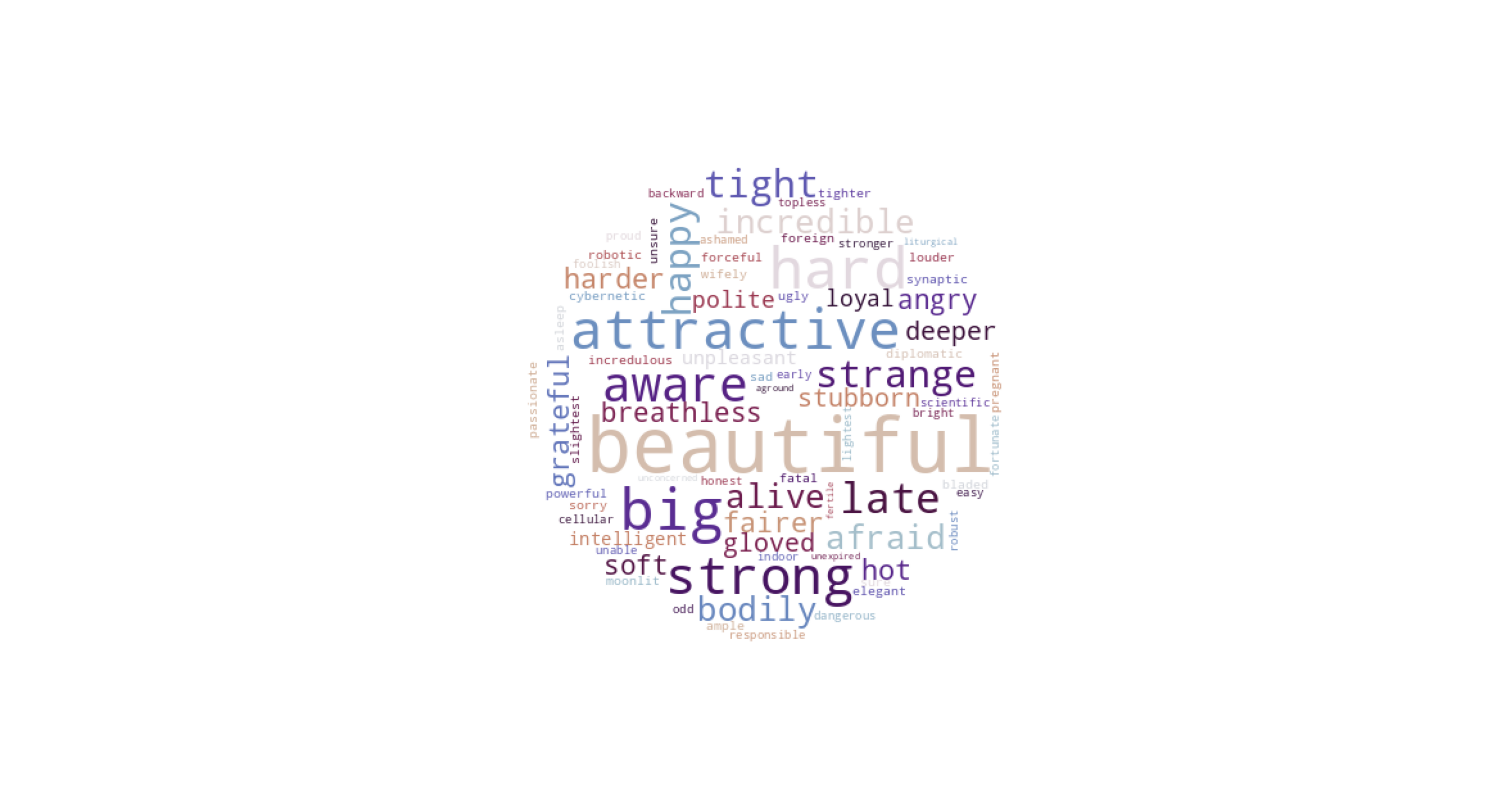 tight
backward
tighter
topless
happy
incredible
proud
unsure
ashamed
foreign
stronger
liturgical
hard
robotic
forceful
louder
foolish
harder
wifely
synaptic
cybernetic
polite
ugly
loyal
angry
asleep
attractive
deeper
incredulous
unpleasant
diplomatic
passionate
grateful
aware
sad
early
strange
pregnant
aground
slightest
breathless
stubborn
scientific
bright
lightest
fortunate
beautiful
unconcerned
honest
fatal
fertile
bladed
easy
powerful
sorry
big
alive
late
cellular
fairer
robust
intelligent
gloved
afraid
unable
indoor
unexpired
soft
strong
hot
moonlit
elegant
odd
bodily
dangerous
ample
responsible